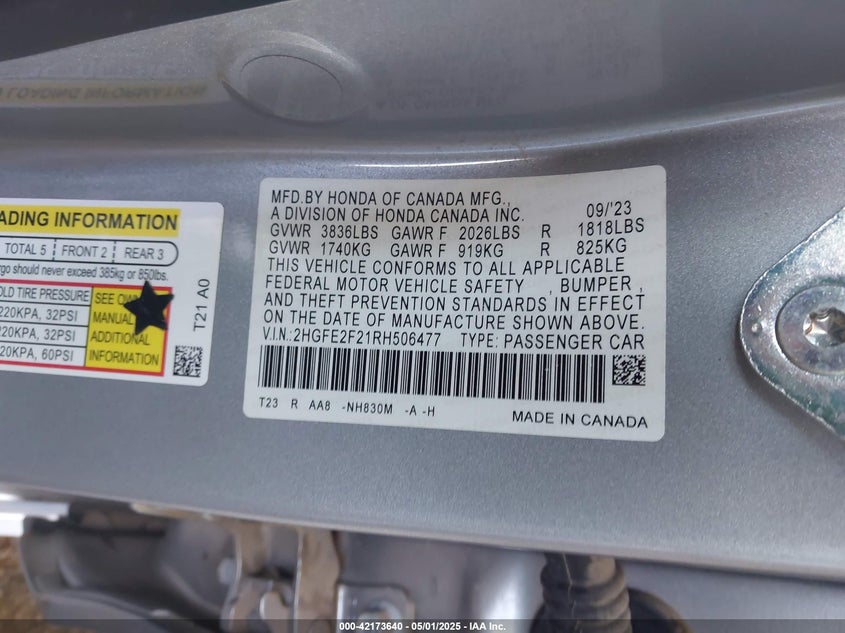 MFD.BY HONDA OF CANADA MFG.,
A DIVISION OF HONDA CANADA INC. 09/'23
GVWR 3836LBS GAWR F 2026LBS R 1818LBS
GVWR 1740KG GAWR F 919KG R 825KG
THIS VEHICLE CONFORMS TO ALL APPLICABLE
FEDERAL MOTOR VEHICLE SAFETY , BUMPER ,
AND THEFT PREVENTION STANDARDS IN EFFECT
ON THE DATE OF MANUFACTURE SHOWN ABOVE.
V.I.N.:2HGFE2F21RH506477 TYPE: PASSENGER CAR
T23 R AA8 -NH830M -A -H
MADE IN CANADA
ADING INFORMATION
TOTAL 5 FRONT 2 REAR 3
rgo should never exceed 385kg or 850lbs.
OLD TIRE PRESSURE
220KPA, 32PSI
220KPA, 32PSI
20KPA, 60PSI
SEE
MANUAL
ADDITIONAL
INFORMATION
T21 A0
000-42173640 - 05/01/2025 - IAA Inc.